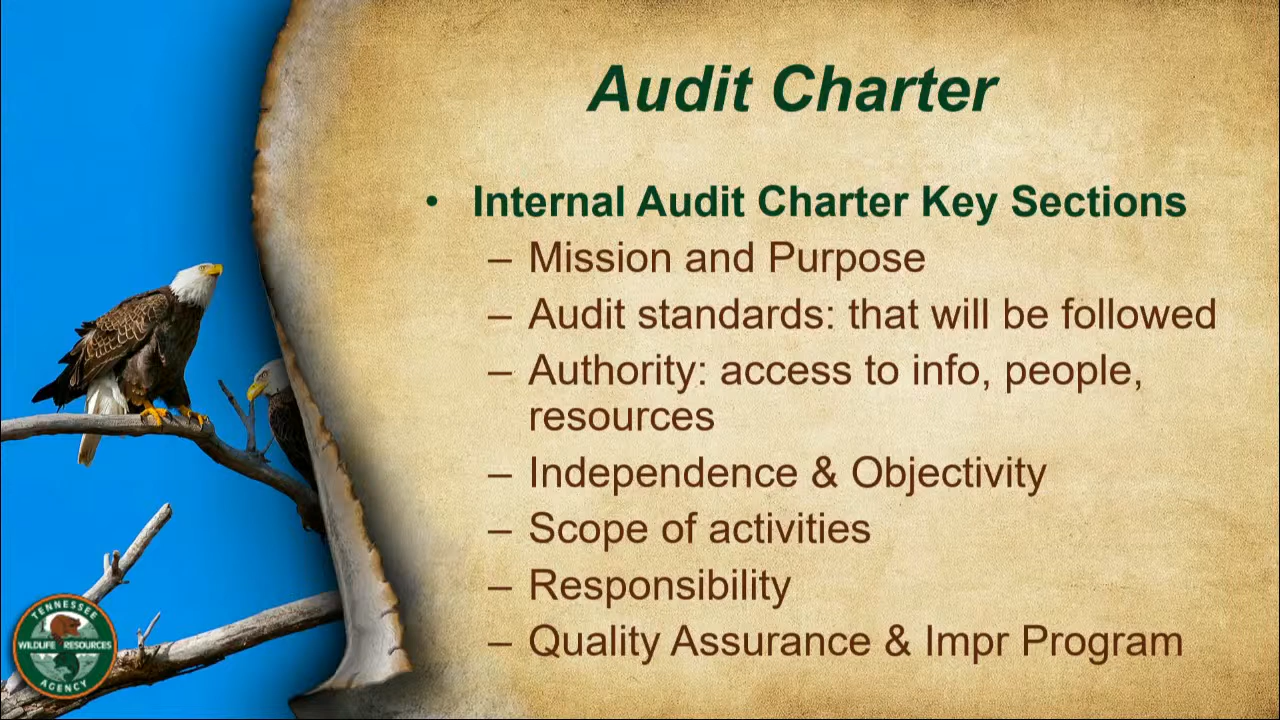 Audit Charter
• Internal Audit Charter Key Sections
– Mission and Purpose
– Audit standards: that will be followed
– Authority: access to info, people,
resources
– Independence & Objectivity
– Scope of activities
– Responsibility
– Quality Assurance & Impr Program
TENNESSEE
WILDLIFE RESOURCES
AGENCY